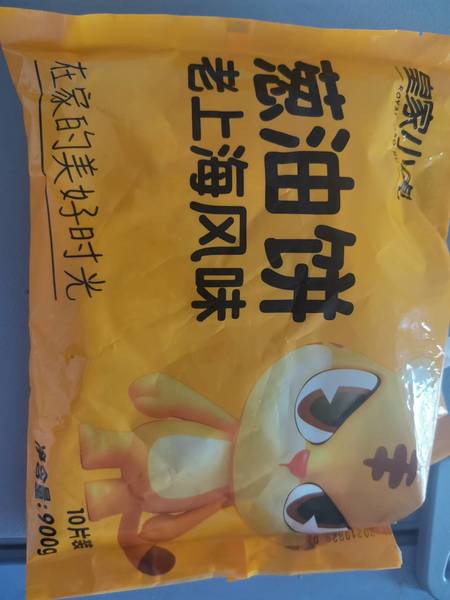 皇家小虎
葱油饼
老上海风味
在家的美好时光
10片装
净含量:900g